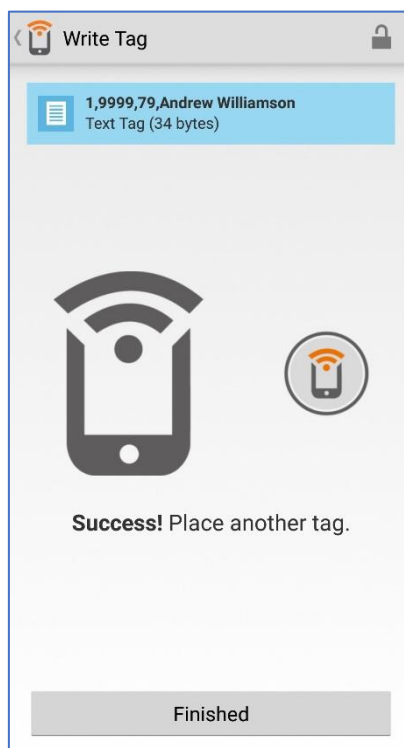 Write Tag
1,9999,79,Andrew Williamson
Text Tag (34 bytes)
Success! Place another tag.
Finished